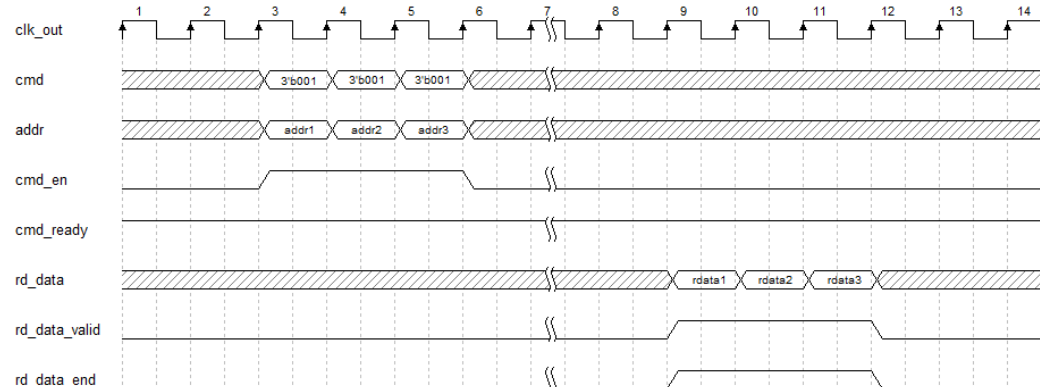 1 2 3 4 5 6 7 8 9 10 11 12 13 14
clk_out
cmd 3'b001 3'b001 3'b001
addr addr1 addr2 addr3
cmd_en
cmd_ready
rd_data rdata1 rdata2 rdata3
rd_data_valid
rd_data_end